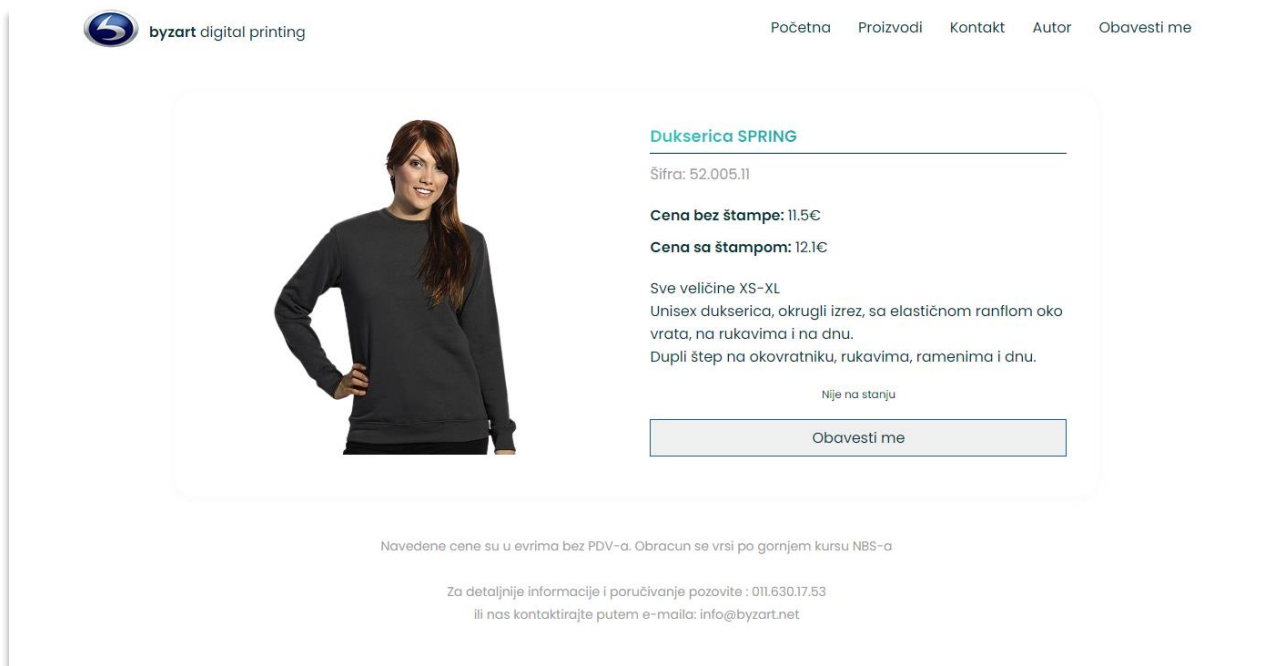 byzart digital printing
Početna Proizvodi Kontakt Autor Obavesti me
Dukserica SPRING
Šifra: 52.005.11
Cena bez štampe: 11.5€
Cena sa štampom: 12.1€
Sve veličine XS-XL
Unisex dukserica, okrugli izrez, sa elastičnom ranflom oko
vrata, na rukavima i na dnu.
Dupli štep na okovratniku, rukavima, ramenima i dnu.
Nije na stanju
Obavesti me
Navedene cene su u evrima bez PDV-a. Obracun se vrsi po gornjem kursu NBS-a
Za detaljnije informacije i poručivanje pozovite : 011.630.17.53
ili nas kontaktirajte putem e-maila: info@byzart.net